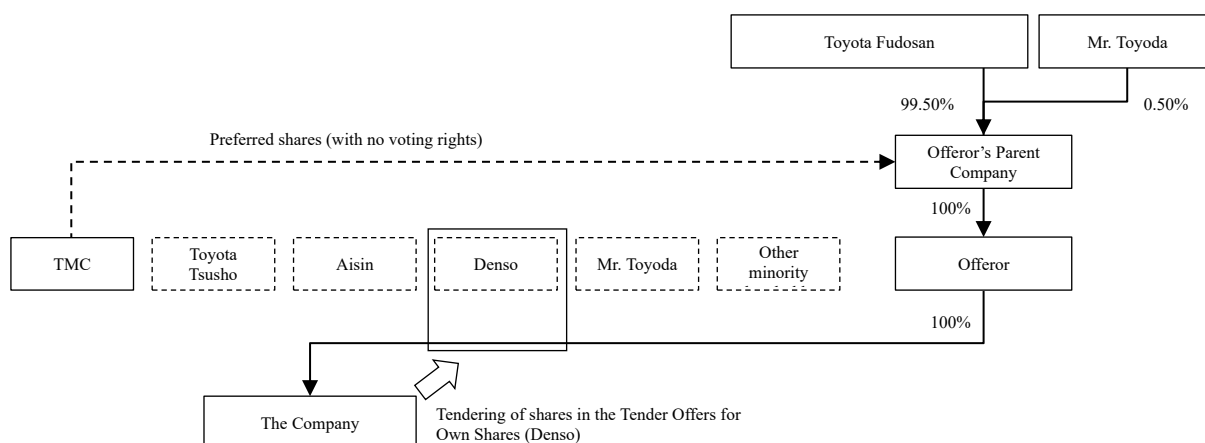 Toyota Fudosan
Mr. Toyoda
99.50%
0.50%
Preferred shares (with no voting rights)
Offeror’s Parent
Company
100%
TMC
Toyota
Tsusho
Aisin
Denso
Mr. Toyoda
Other
minority
Offeror
100%
The Company
Tendering of shares in the Tender Offers for
Own Shares (Denso)